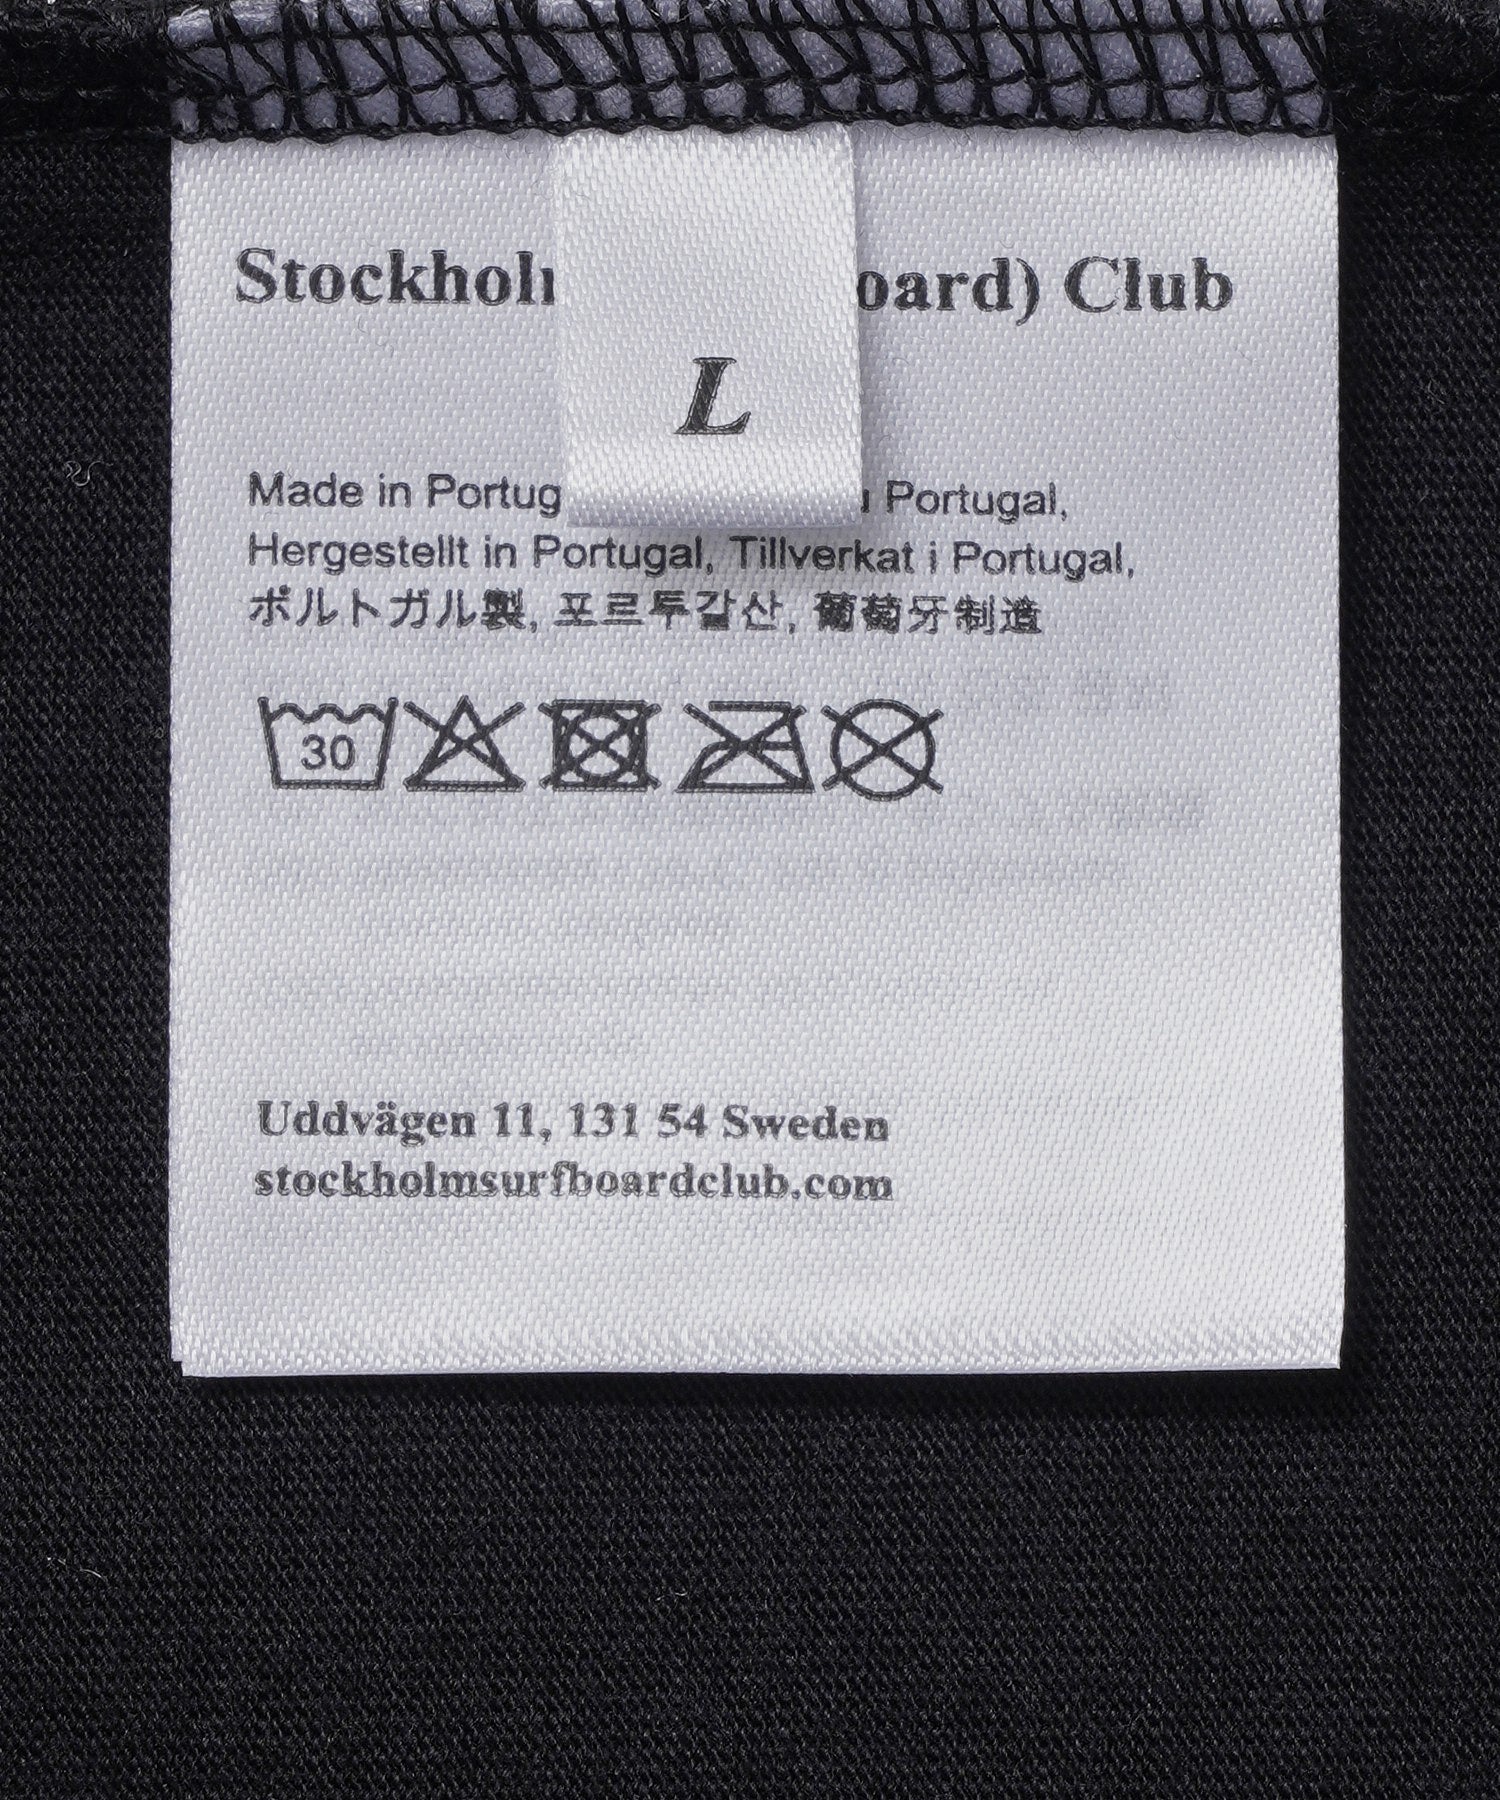 Stockhol oard) Club
L
Made in Portug Portugal,
Hergestellt in Portugal, Tillverkat i Portugal,
ポルトガル製, 포르투갈산, 葡萄牙制造
30
Uddvägen 11, 131 54 Sweden
stockholmsurfboardclub.com